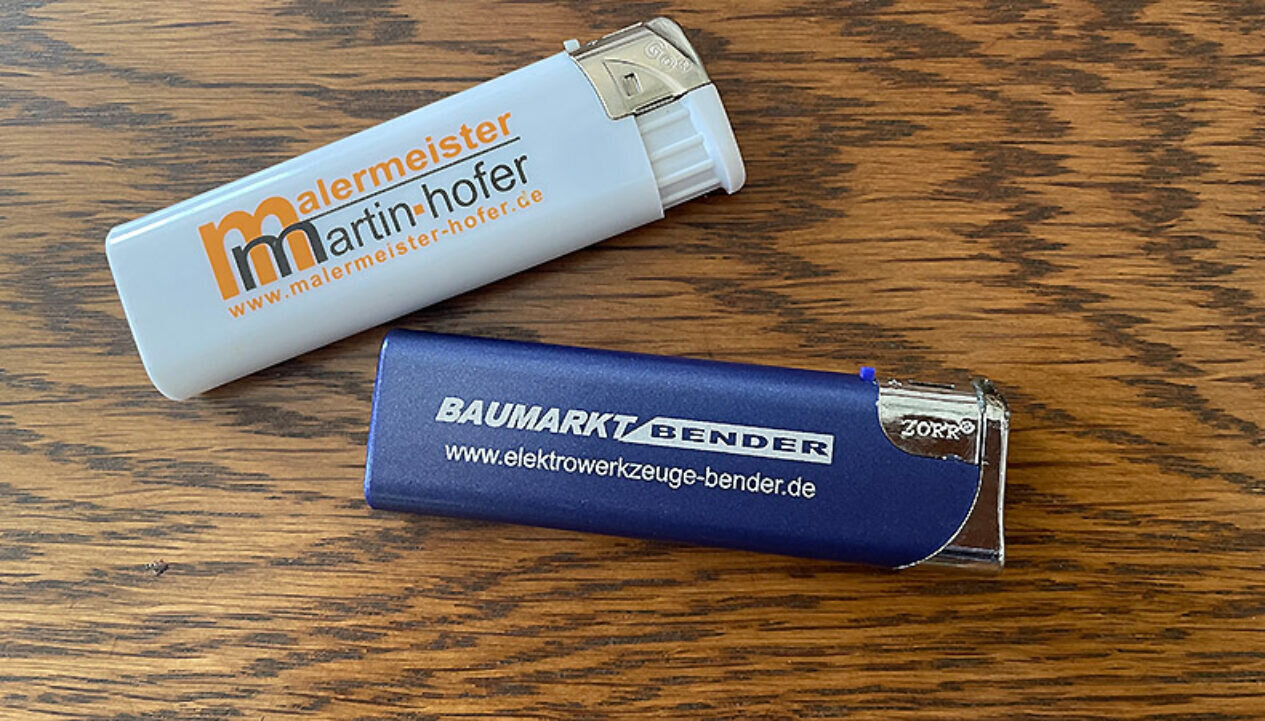 malermeister
martin-hofer
www.malermeister-hofer.de
BAUMARKT BENDER
www.elektrowerkzeuge-bender.de
ZORR®